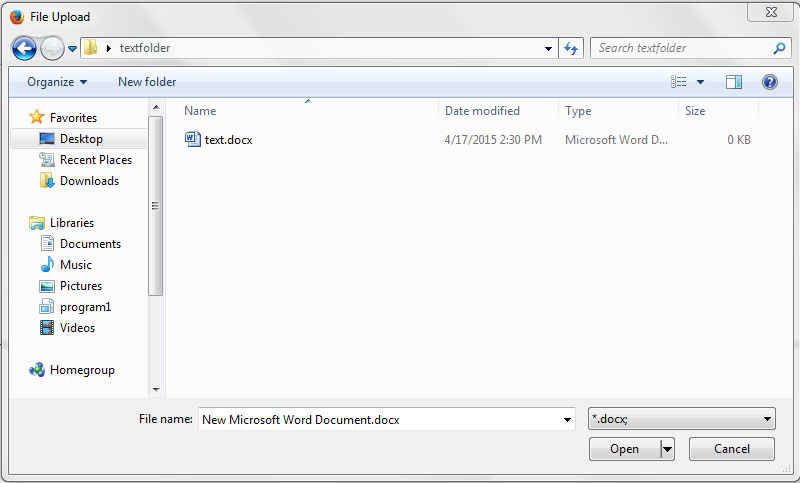 File Upload
textfolder
Search textfolder
Organize
New folder
Favorites
Desktop
Recent Places
Downloads
Libraries
Documents
Music
Pictures
program1
Videos
Homegroup
Name Date modified Type Size
text.docx 4/17/2015 2:30 PM Microsoft Word D... 0 KB
File name: New Microsoft Word Document.docx *.docx;
Open Cancel